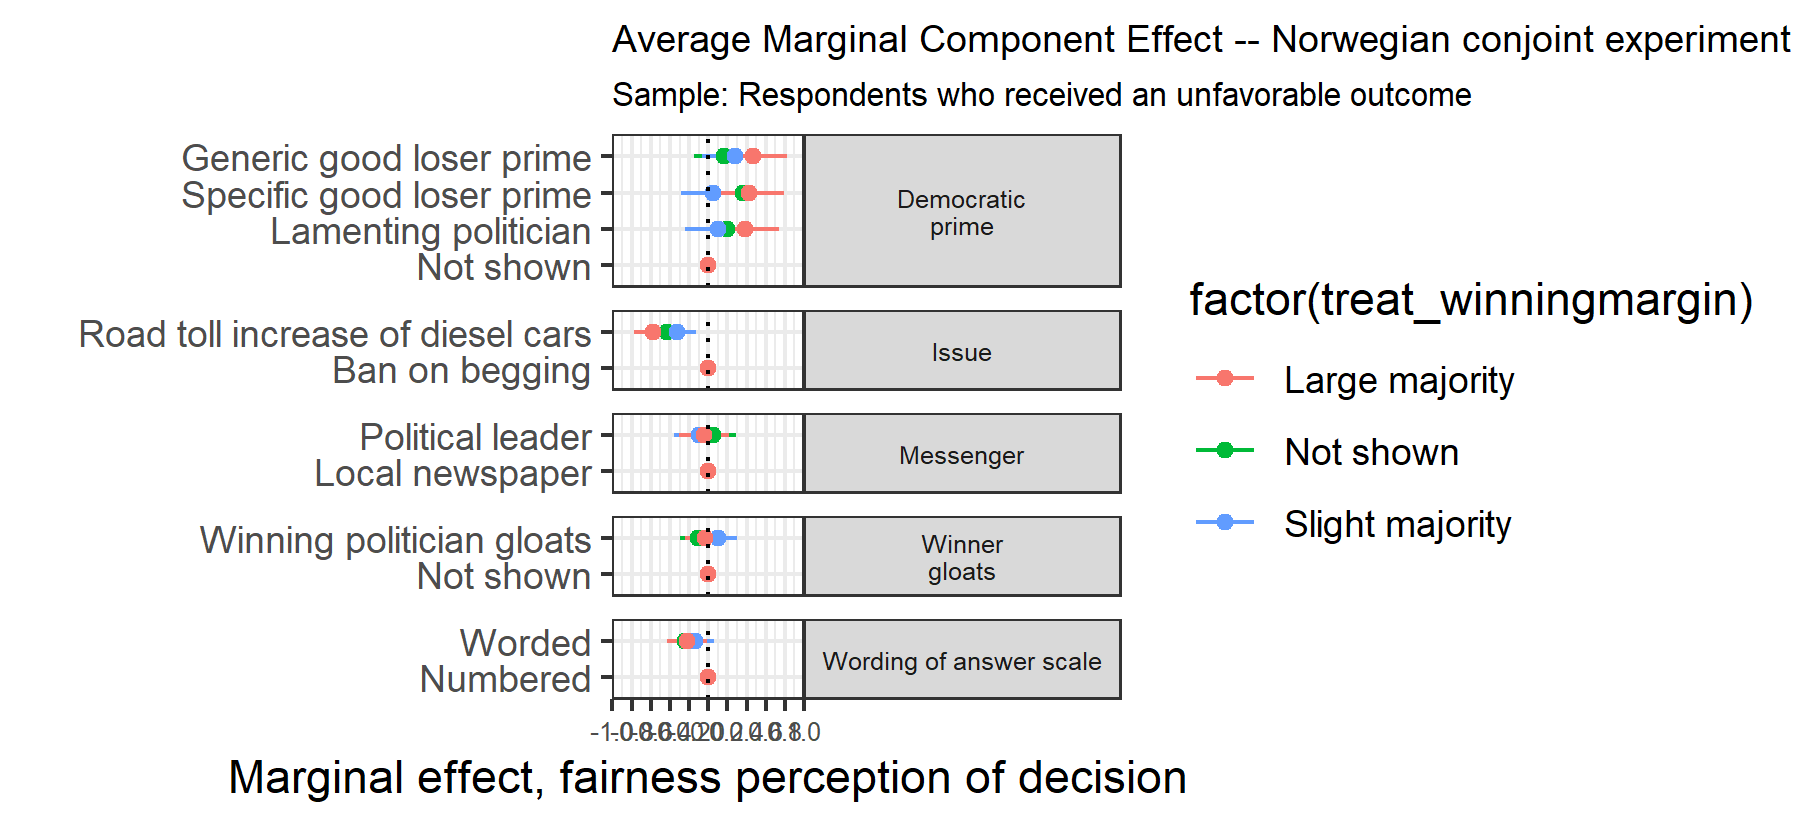 Average Marginal Component Effect -- Norwegian conjoint experiment
Sample: Respondents who received an unfavorable outcome
Generic good loser prime
Specific good loser prime
Lamenting politician
Not shown
Democratic
prime
Road toll increase of diesel cars
Ban on begging
Issue
Political leader
Local newspaper
Messenger
Winning politician gloats
Not shown
Winner
gloats
Worded
Numbered
Wording of answer scale
Marginal effect, fairness perception of decision
factor(treat_winningmargin)
Large majority
Not shown
Slight majority